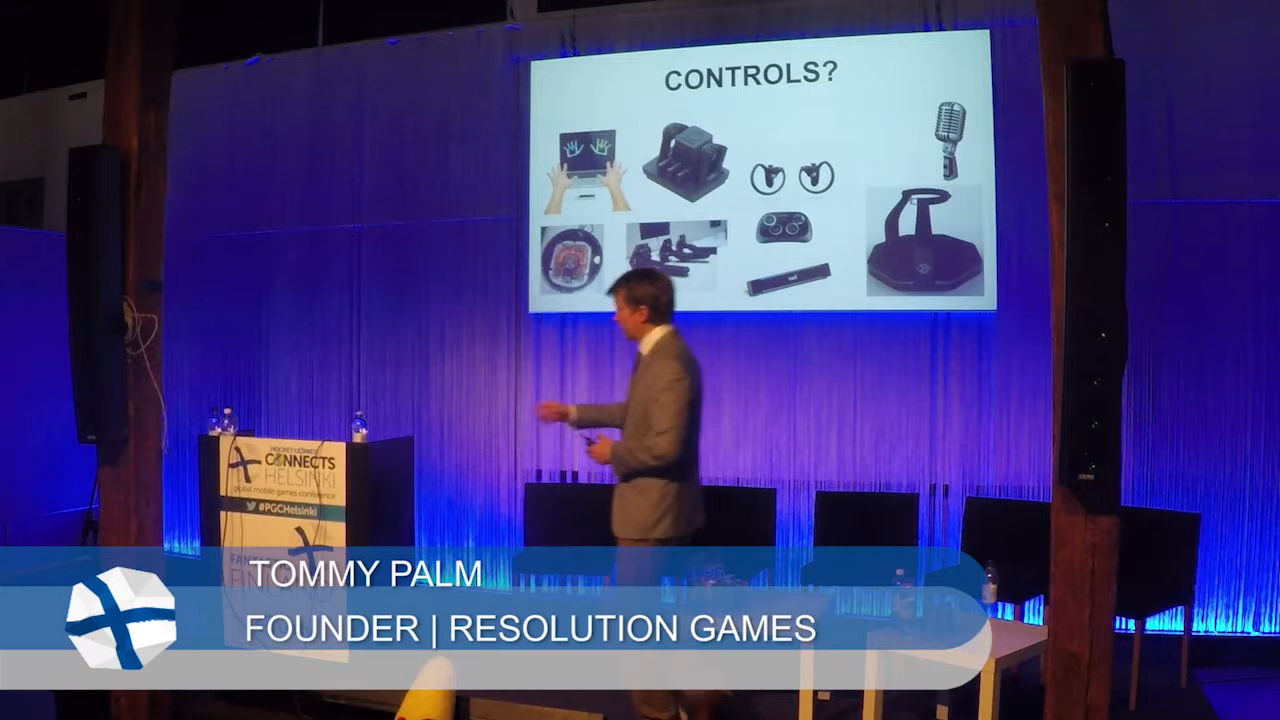 CONTROLS?
POCKET GAMER
CONNECTS
HELSINKI
global mobile games conference
#PGCHelsinki
TOMMY PALM
FOUNDER | RESOLUTION GAMES